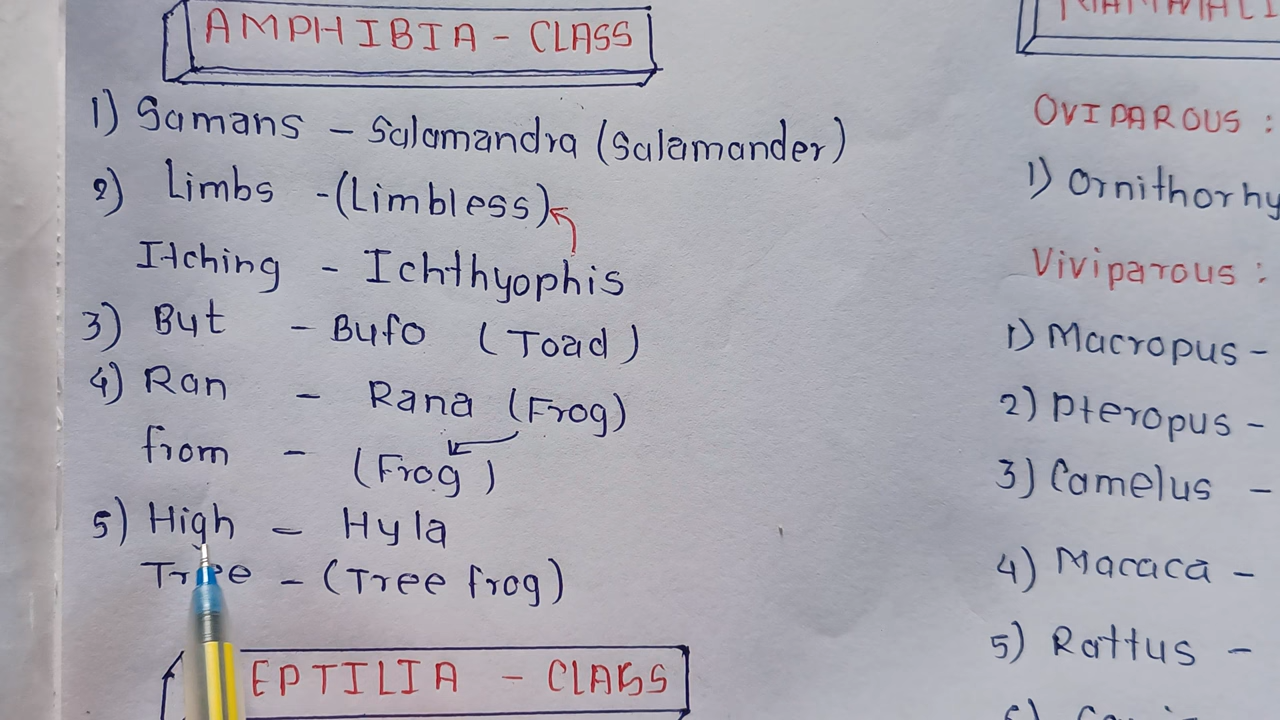 AMPHIBIA - CLASS
1) Samans - Salamandra (Salamander)
2) Limbs - (Limbless)
Itching - Ichthyophis
3) But - Bufo (Toad)
4) Ran - Rana (Frog)
from - (Frog)
5) High - Hyla
Tree - (Tree frog)
EPTILIA - CLASS
OVIPAROUS :
1) Ornithorhy
Viviparous :
1) Macropus -
2) Pteropus -
3) Camelus -
4) Macaca -
5) Rattus -